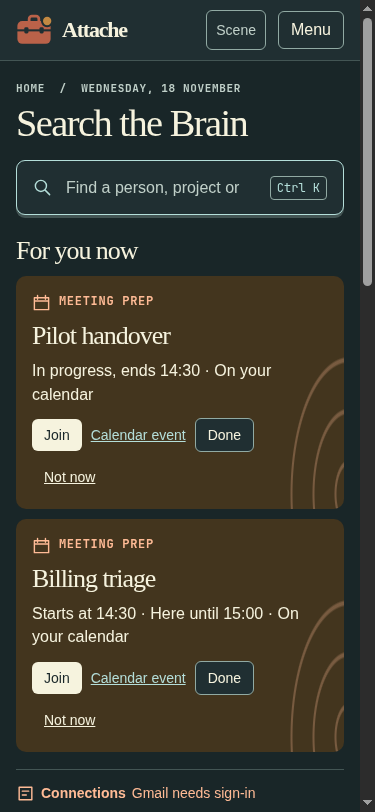 Attache
Scene
Menu
HOME / WEDNESDAY, 18 NOVEMBER
Search the Brain
Find a person, project or
Ctrl K
For you now
MEETING PREP
Pilot handover
In progress, ends 14:30 · On your
calendar
Join
Calendar event
Done
Not now
MEETING PREP
Billing triage
Starts at 14:30 · Here until 15:00 · On
your calendar
Join
Calendar event
Done
Not now
Connections Gmail needs sign-in